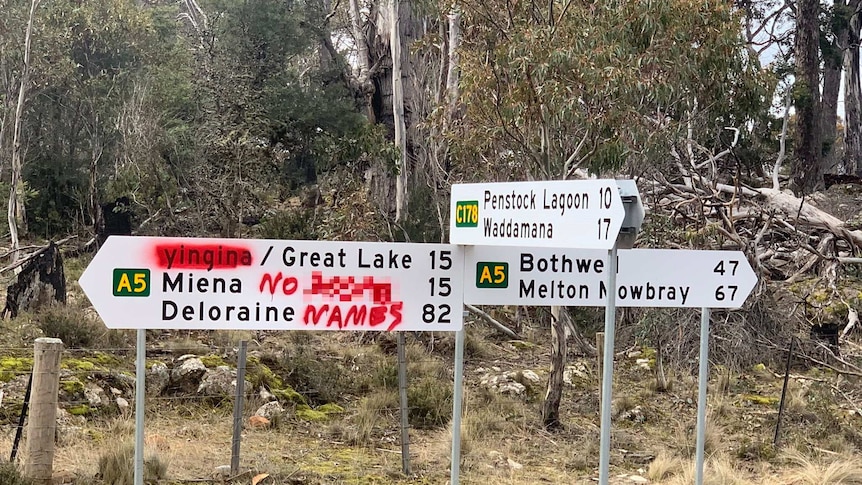 yingina / Great Lake 15
A5
Miena 15
NO
Deloraine 82
NAMES
C178
Penstock Lagoon 10
Waddamana 17
A5
Bothwell 47
Melton Mowbray 67